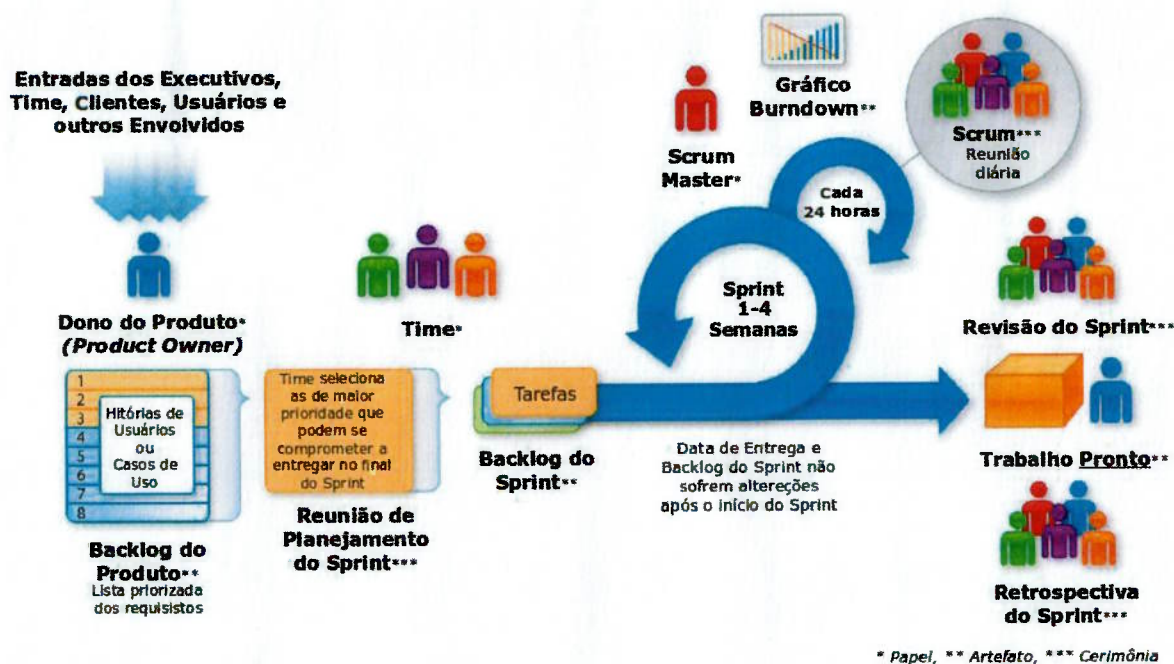 Entradas dos Executivos,
Time, Clientes, Usuários e
outros Envolvidos
Dono do Produto*
(Product Owner)
1
2
3
4
5
6
7
8
Hitórias de
Usuários
ou
Casos de
Uso
Backlog do
Produto**
Lista priorizada
dos requisistos
Time*
Time seleciona
as de maior
prioridade que
podem se
comprometer a
entregar no final
do Sprint
Reunião de
Planejamento
do Sprint***
Tarefas
Backlog do
Sprint**
Scrum
Master*
Gráfico
Burndown**
Scrum***
Reunião
diária
Cada
24 horas
Sprint
1-4
Semanas
Data de Entrega e
Backlog do Sprint não
sofrem altereções
após o início do Sprint
Revisão do Sprint***
Trabalho Pronto**
Retrospectiva
do Sprint***
* Papel, ** Artefato, *** Cerimônia